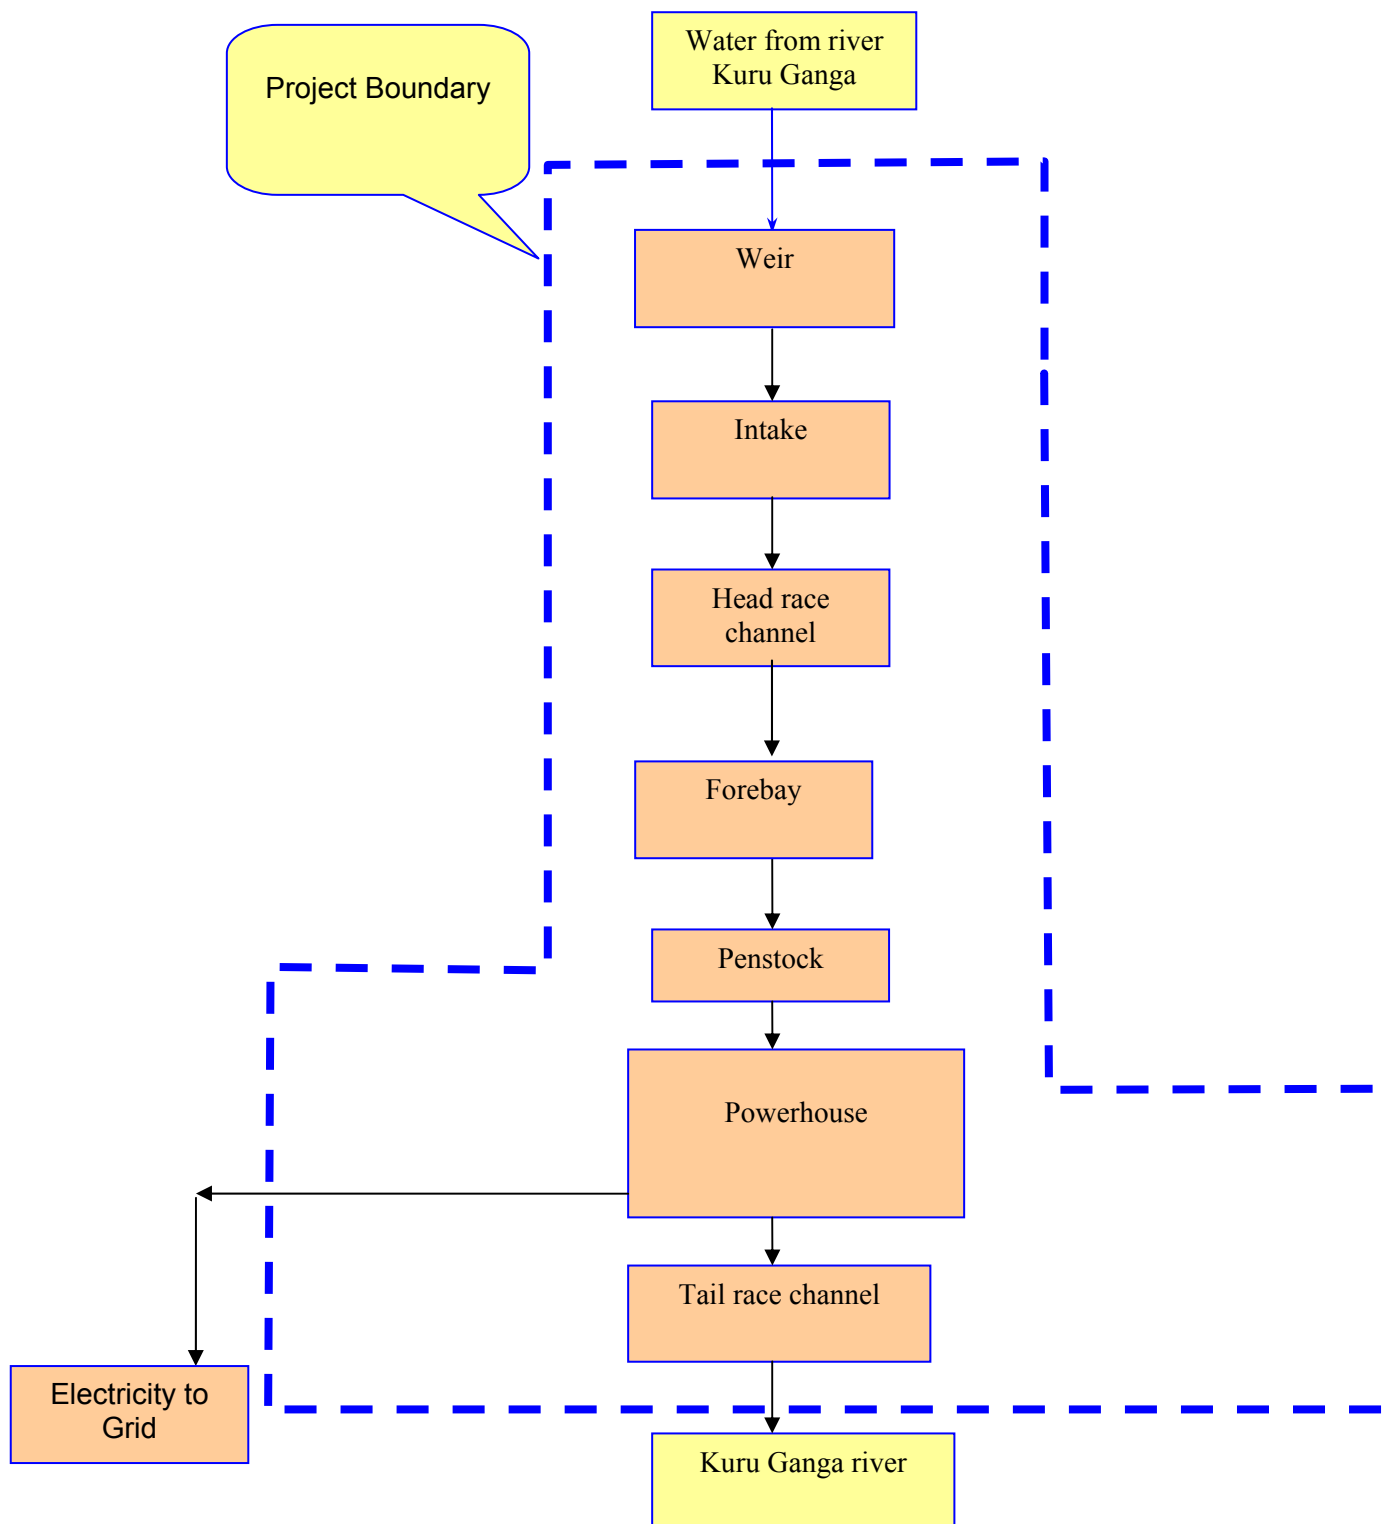 Water from river
Kuru Ganga
Project Boundary
Weir
Intake
Head race
channel
Forebay
Penstock
Powerhouse
Tail race channel
Electricity to
Grid
Kuru Ganga river